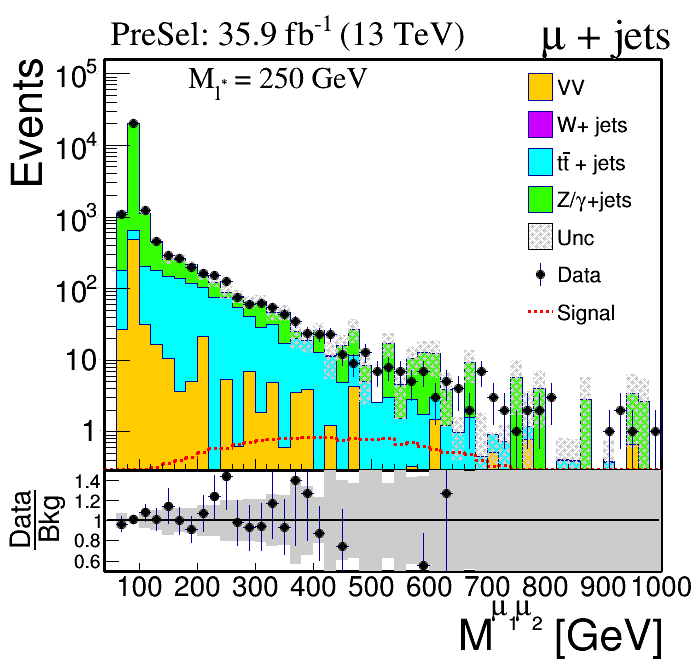 PreSel: 35.9 fb⁻¹ (13 TeV)
μ + jets
M_l* = 250 GeV
Events
10⁵
10⁴
10³
10²
10
1
VV
W+ jets
tt̄ + jets
Z/γ+jets
Unc
Data
Signal
Data
Bkg
1.4
1.2
1
0.8
0.6
100 200 300 400 500 600 700 800 900 1000
M^μ₁μ₂ [GeV]